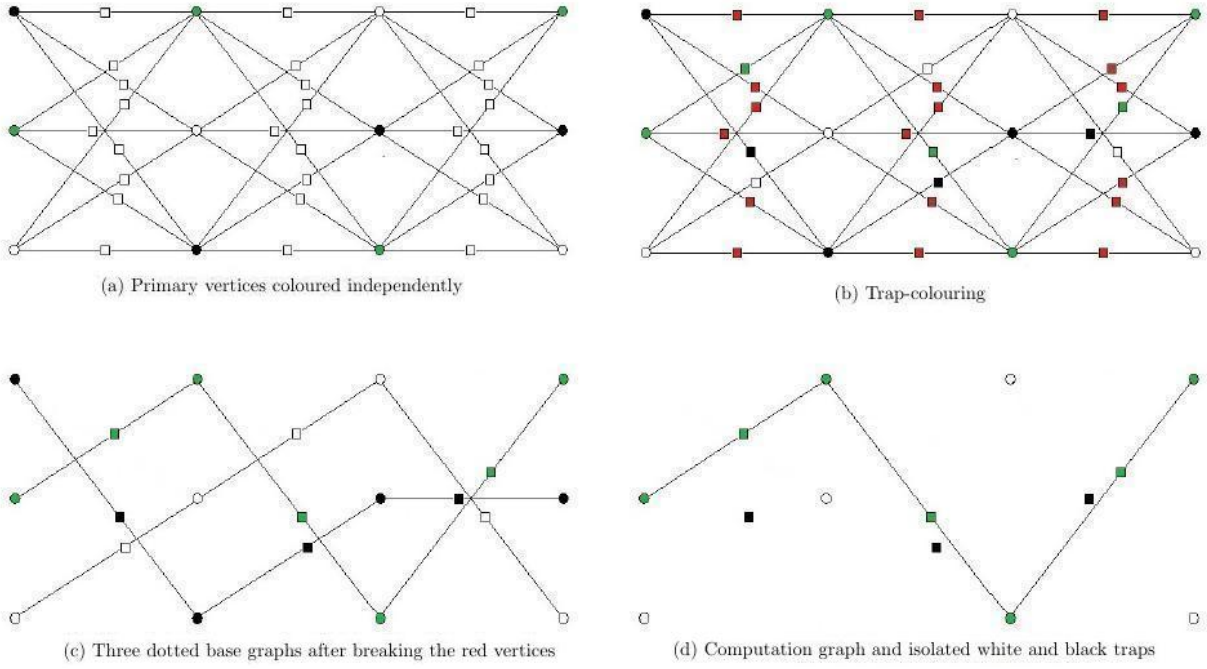 (a) Primary vertices coloured independently
(b) Trap-colouring
(c) Three dotted base graphs after breaking the red vertices
(d) Computation graph and isolated white and black traps